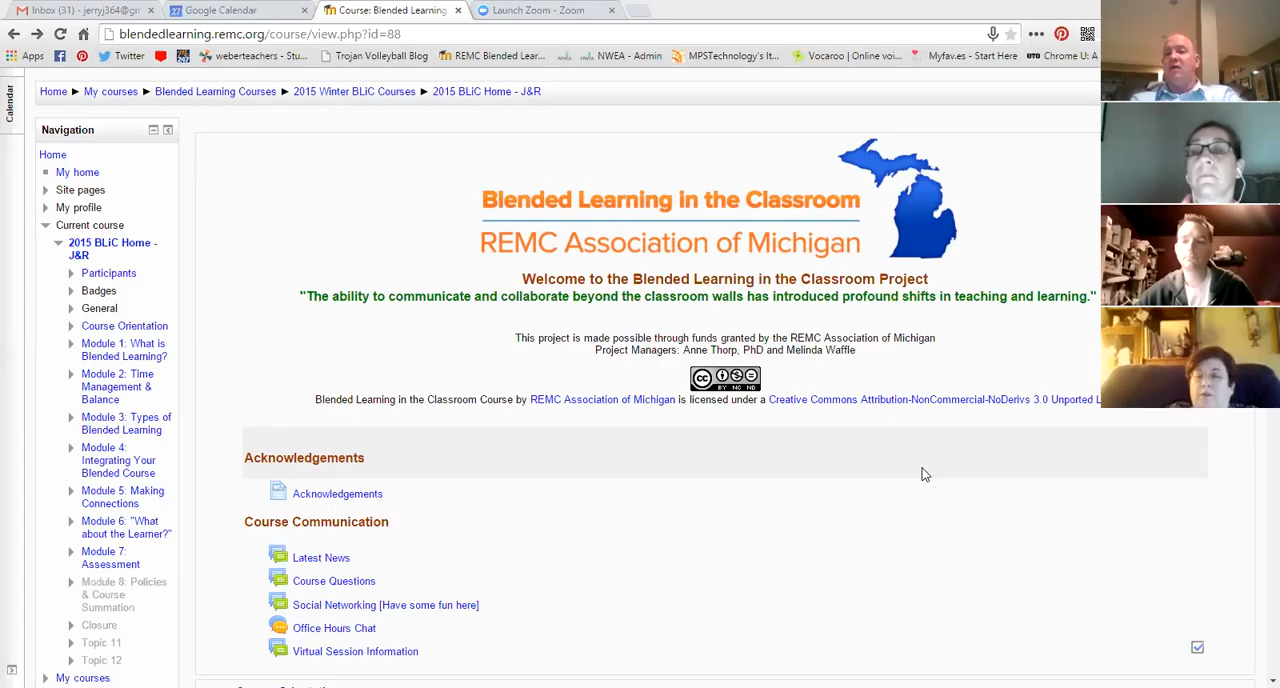 Inbox (31) - jerryj364@gm
Google Calendar
Course: Blended Learning
Launch Zoom - Zoom
blendedlearning.remc.org/course/view.php?id=88
Apps
Twitter
weberteachers - Stu...
Trojan Volleyball Blog
REMC Blended Lear...
NWEA - Admin
MPSTechnology's It...
Vocaroo | Online voi...
Myfav.es - Start Here
OTO Chrome U: A
Calendar
Home ► My courses ► Blended Learning Courses ► 2015 Winter BLiC Courses ► 2015 BLiC Home - J&R
Navigation
Home
My home
Site pages
My profile
Current course
2015 BLiC Home -
J&R
Participants
Badges
General
Course Orientation
Module 1: What is
Blended Learning?
Module 2: Time
Management &
Balance
Module 3: Types of
Blended Learning
Module 4:
Integrating Your
Blended Course
Module 5: Making
Connections
Module 6: "What
about the Learner?"
Module 7:
Assessment
Module 8: Policies
& Course
Summation
Closure
Topic 11
Topic 12
My courses
Blended Learning in the Classroom
REMC Association of Michigan
Welcome to the Blended Learning in the Classroom Project
"The ability to communicate and collaborate beyond the classroom walls has introduced profound shifts in teaching and learning."
This project is made possible through funds granted by the REMC Association of Michigan
Project Managers: Anne Thorp, PhD and Melinda Waffle
CC BY NC ND
Blended Learning in the Classroom Course by REMC Association of Michigan is licensed under a Creative Commons Attribution-NonCommercial-NoDerivs 3.0 Unported L
Acknowledgements
Acknowledgements
Course Communication
Latest News
Course Questions
Social Networking [Have some fun here]
Office Hours Chat
Virtual Session Information